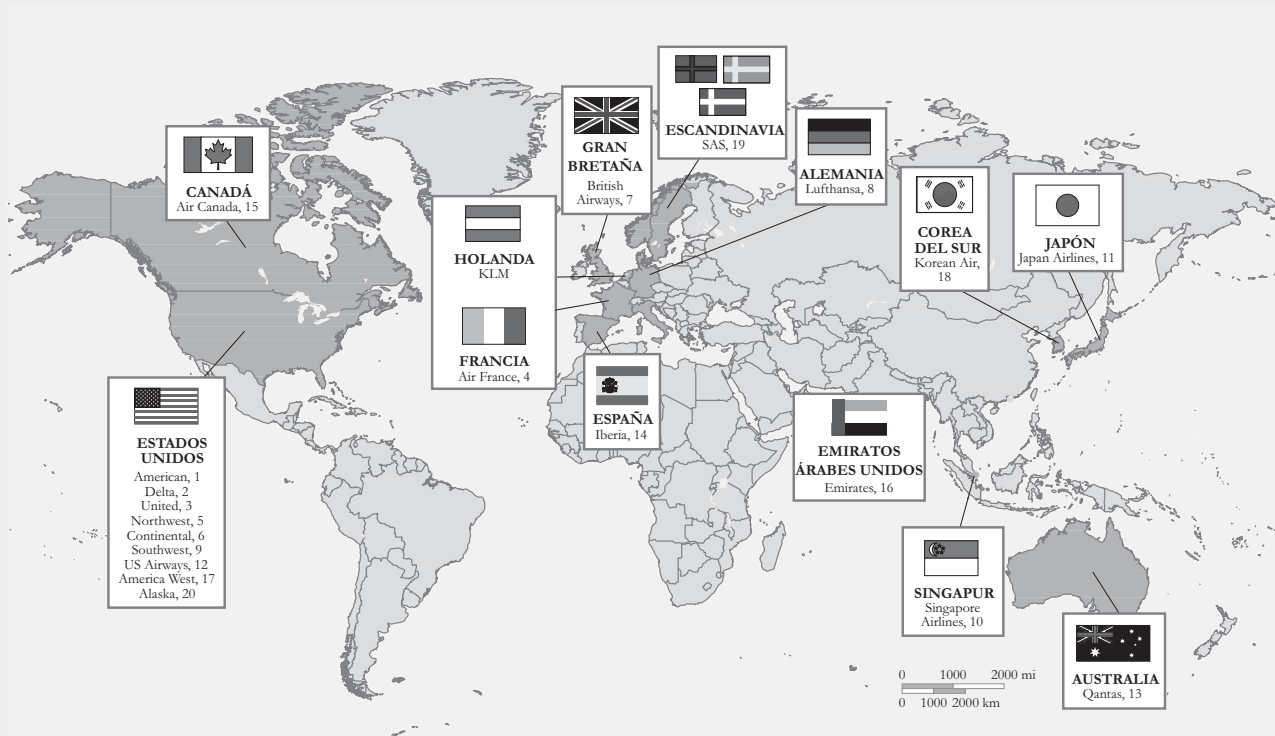 CANADÁ
Air Canada, 15
ESTADOS
UNIDOS
American, 1
Delta, 2
United, 3
Northwest, 5
Continental, 6
Southwest, 9
US Airways, 12
America West, 17
Alaska, 20
HOLANDA
KLM
FRANCIA
Air France, 4
GRAN
BRETAÑA
British
Airways, 7
ESCANDINAVIA
SAS, 19
ALEMANIA
Lufthansa, 8
ESPAÑA
Iberia, 14
EMIRATOS
ÁRABES UNIDOS
Emirates, 16
COREA
DEL SUR
Korean Air,
18
JAPÓN
Japan Airlines, 11
SINGAPUR
Singapore
Airlines, 10
AUSTRALIA
Qantas, 13
0 1000 2000 mi
0 1000 2000 km